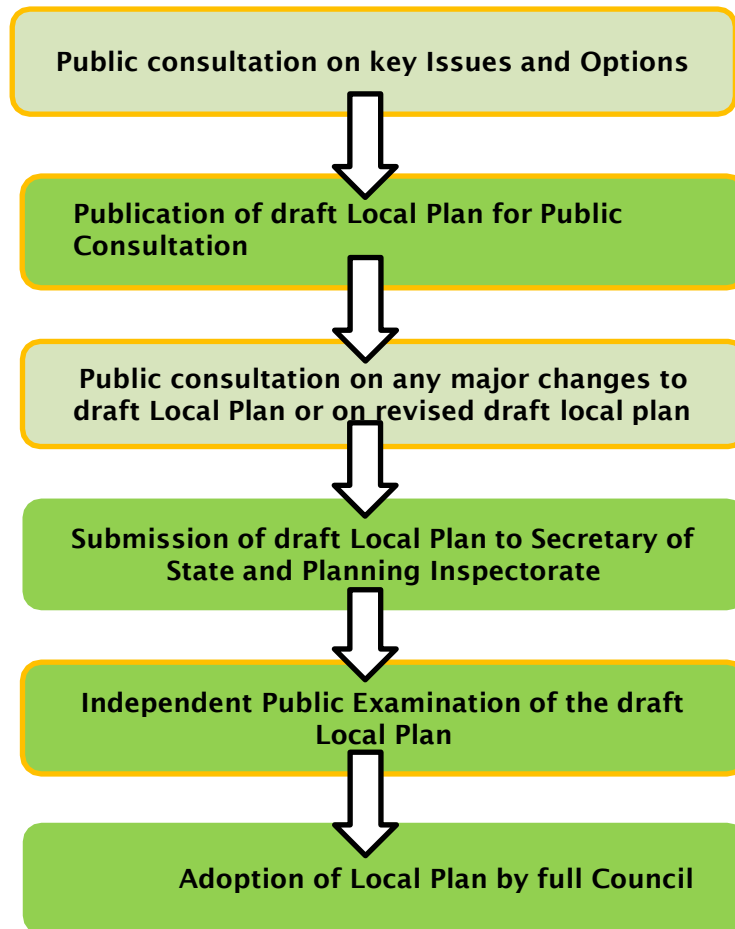 Public consultation on key Issues and Options
Publication of draft Local Plan for Public
Consultation
Public consultation on any major changes to
draft Local Plan or on revised draft local plan
Submission of draft Local Plan to Secretary of
State and Planning Inspectorate
Independent Public Examination of the draft
Local Plan
Adoption of Local Plan by full Council